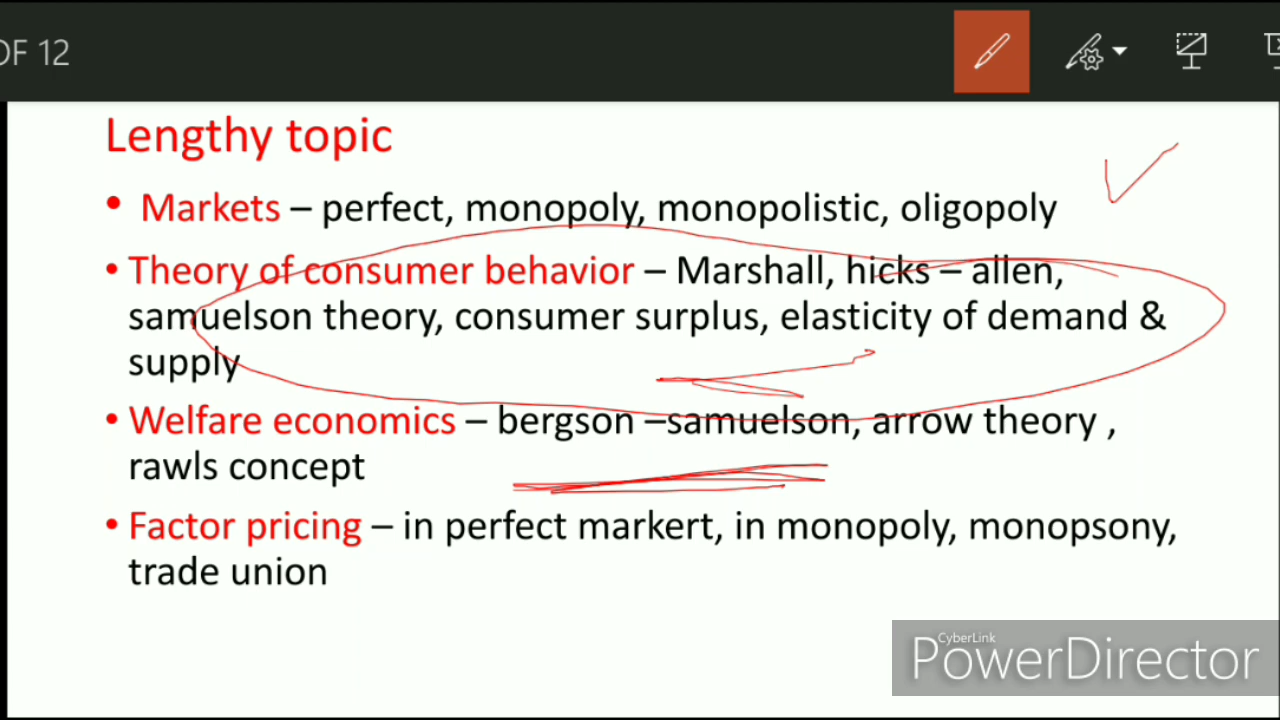 OF 12
Lengthy topic
• Markets – perfect, monopoly, monopolistic, oligopoly
• Theory of consumer behavior – Marshall, hicks – allen,
samuelson theory, consumer surplus, elasticity of demand &
supply
• Welfare economics – bergson –samuelson, arrow theory ,
rawls concept
• Factor pricing – in perfect markert, in monopoly, monopsony,
trade union
CyberLink
PowerDirector